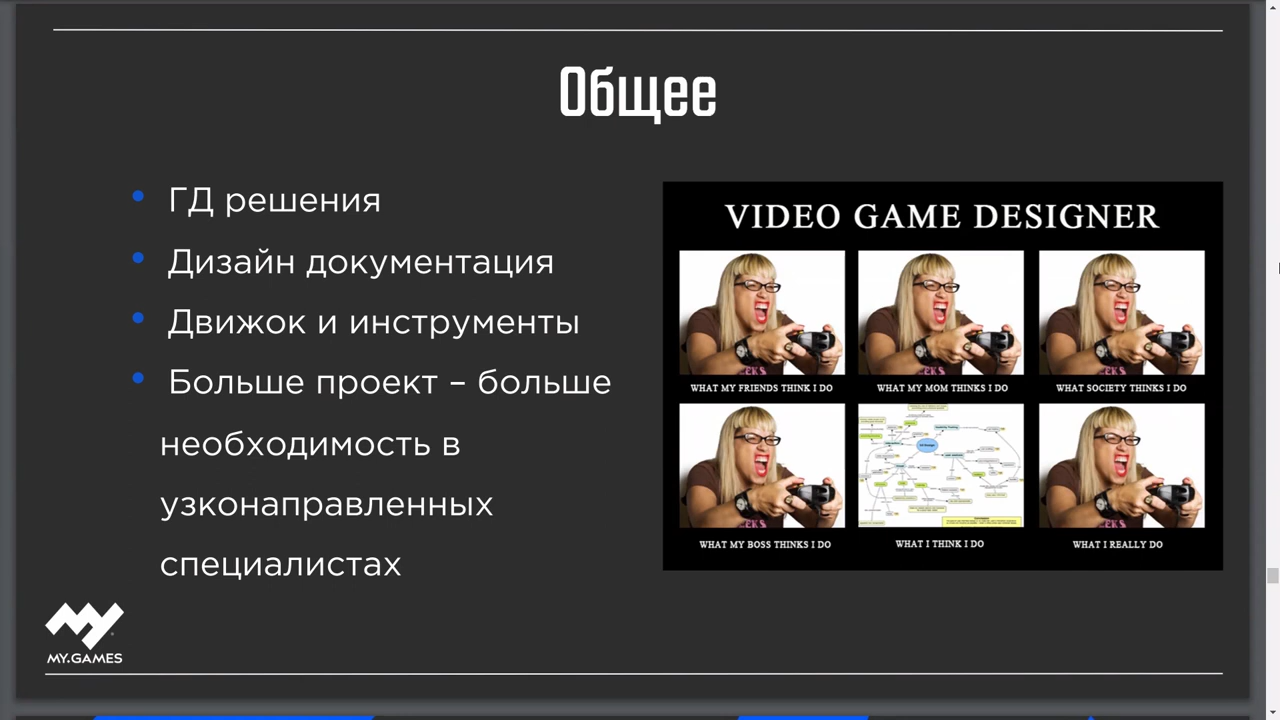 Общее
ГД решения
Дизайн документация
Движок и инструменты
Больше проект – больше
необходимость в
узконаправленных
специалистах
VIDEO GAME DESIGNER
WHAT MY FRIENDS THINK I DO
WHAT MY MOM THINKS I DO
WHAT SOCIETY THINKS I DO
WHAT MY BOSS THINKS I DO
WHAT I THINK I DO
WHAT I REALLY DO
MY.GAMES